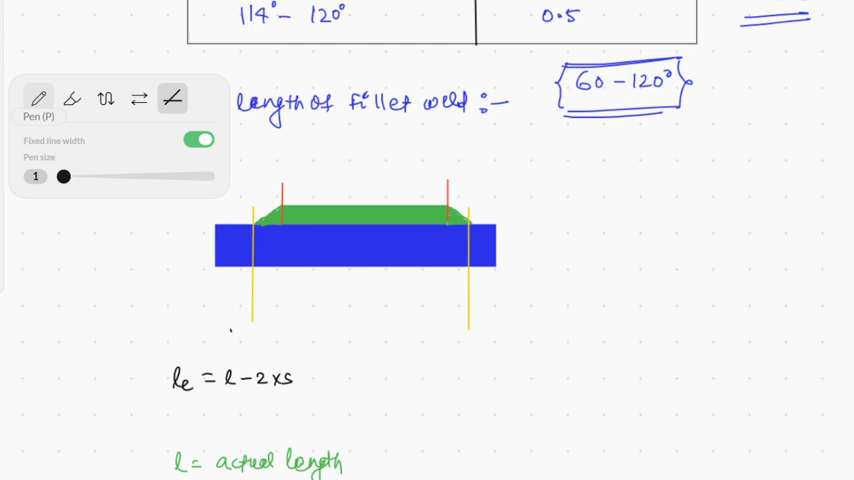 114° - 120° 0.5
{60 - 120°}
length of fillet weld :-
Pen (P)
Fixed line width
Pen size
1
le = l - 2xs
l = actual length